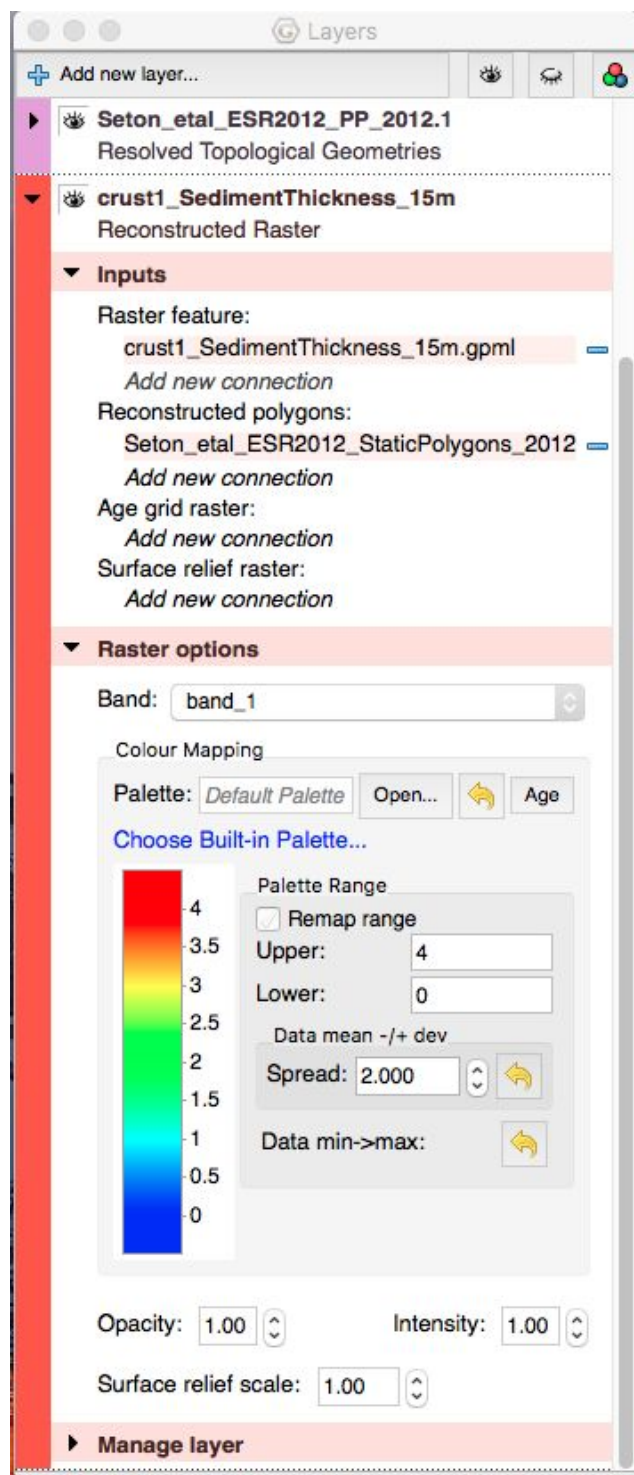 Layers
Add new layer...
Seton_etal_ESR2012_PP_2012.1
Resolved Topological Geometries
crust1_SedimentThickness_15m
Reconstructed Raster
Inputs
Raster feature:
crust1_SedimentThickness_15m.gpml
Add new connection
Reconstructed polygons:
Seton_etal_ESR2012_StaticPolygons_2012
Add new connection
Age grid raster:
Add new connection
Surface relief raster:
Add new connection
Raster options
Band: band_1
Colour Mapping
Palette: Default Palette Open... Age
Choose Built-in Palette...
Palette Range
4
Remap range
3.5
Upper: 4
3
Lower: 0
2.5
Data mean -/+ dev
2
Spread: 2.000
1.5
1
Data min->max:
0.5
0
Opacity: 1.00 Intensity: 1.00
Surface relief scale: 1.00
Manage layer